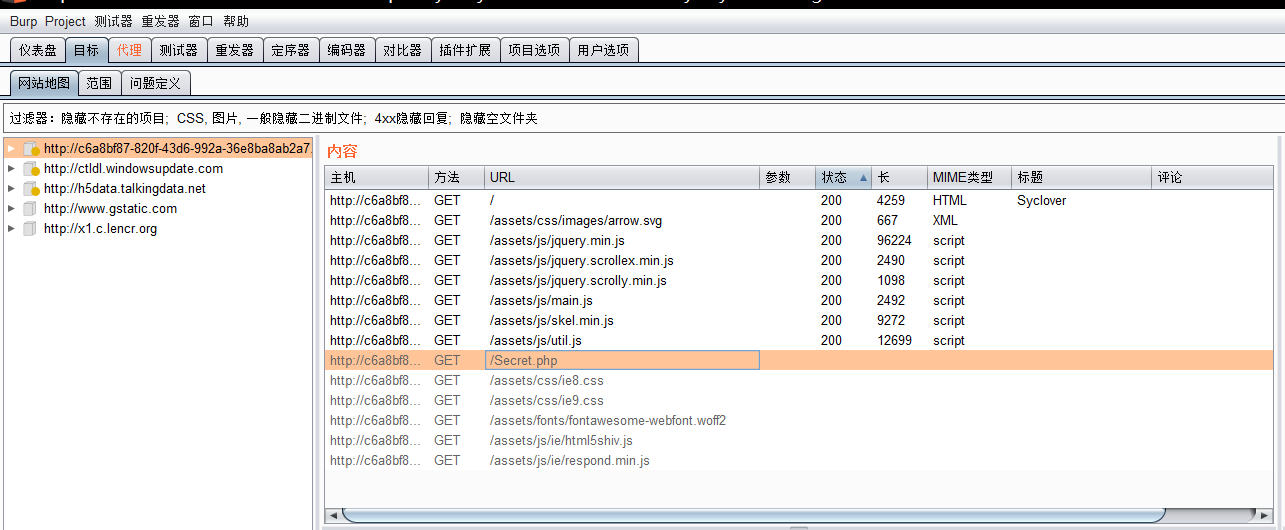 Burp Project 测试器 重发器 窗口 帮助
仪表盘 目标 代理 测试器 重发器 定序器 编码器 对比器 插件扩展 项目选项 用户选项
网站地图 范围 问题定义
过滤器：隐藏不存在的项目; CSS, 图片, 一般隐藏二进制文件; 4xx隐藏回复; 隐藏空文件夹
http://c6a8bf87-820f-43d6-992a-36e8ba8ab2a7.
http://ctldl.windowsupdate.com
http://h5data.talkingdata.net
http://www.gstatic.com
http://x1.c.lencr.org
内容
主机 方法 URL 参数 状态 长 MIME类型 标题 评论
http://c6a8bf8... GET / 200 4259 HTML Syclover
http://c6a8bf8... GET /assets/css/images/arrow.svg 200 667 XML
http://c6a8bf8... GET /assets/js/jquery.min.js 200 96224 script
http://c6a8bf8... GET /assets/js/jquery.scrollex.min.js 200 2490 script
http://c6a8bf8... GET /assets/js/jquery.scrolly.min.js 200 1098 script
http://c6a8bf8... GET /assets/js/main.js 200 2492 script
http://c6a8bf8... GET /assets/js/skel.min.js 200 9272 script
http://c6a8bf8... GET /assets/js/util.js 200 12699 script
http://c6a8bf8... GET /Secret.php
http://c6a8bf8... GET /assets/css/ie8.css
http://c6a8bf8... GET /assets/css/ie9.css
http://c6a8bf8... GET /assets/fonts/fontawesome-webfont.woff2
http://c6a8bf8... GET /assets/js/ie/html5shiv.js
http://c6a8bf8... GET /assets/js/ie/respond.min.js